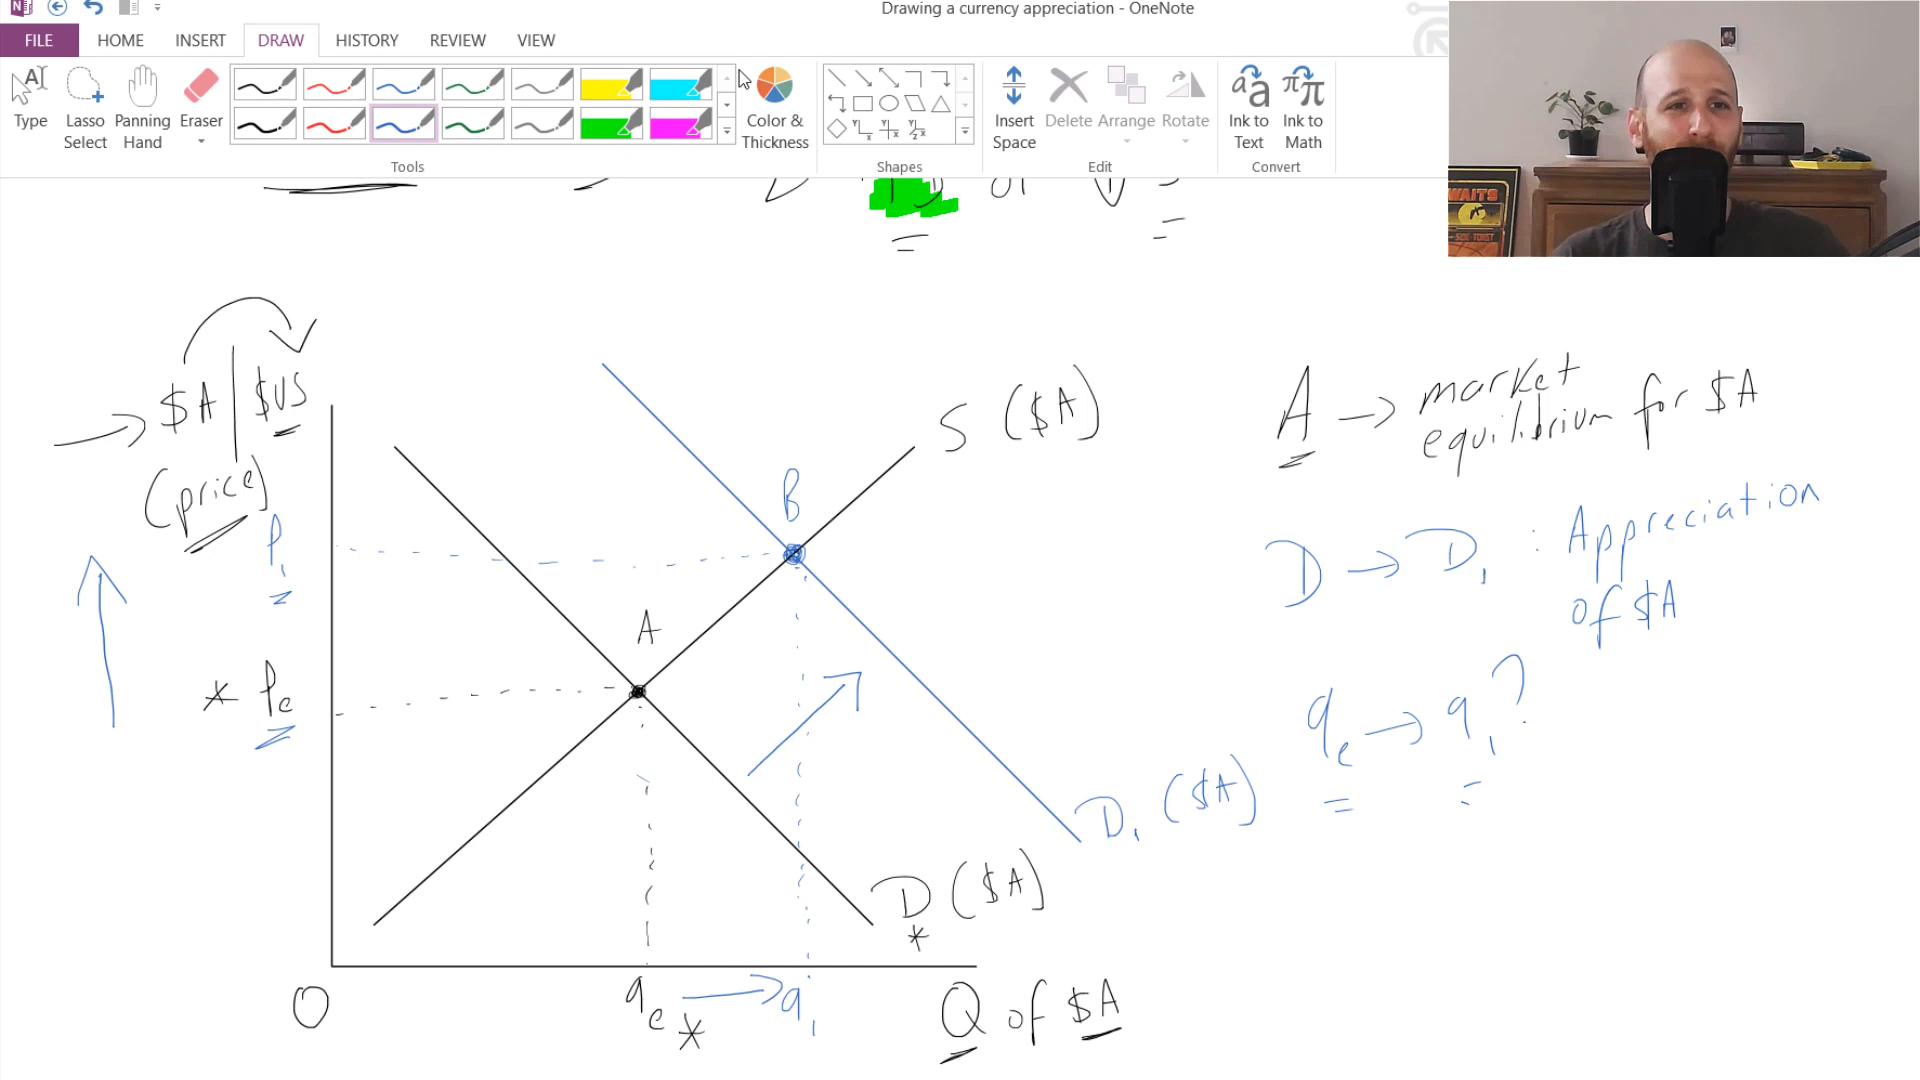 Drawing a currency appreciation - OneNote
FILE HOME INSERT DRAW HISTORY REVIEW VIEW
Type
Lasso Select
Panning Hand
Eraser
Color & Thickness
Insert Space
Delete
Arrange
Rotate
Ink to Text
Ink to Math
Tools
Shapes
Edit
Convert
WAITS
or
$A | $US
(price)
S ($A)
A → market
equilibrium for $A
B
P₁
D → D₁ : Appreciation
of $A
A
* Pe
qe → q₁?
D₁ ($A)
D ($A)
*
O
qe → q₁
*
Q of $A